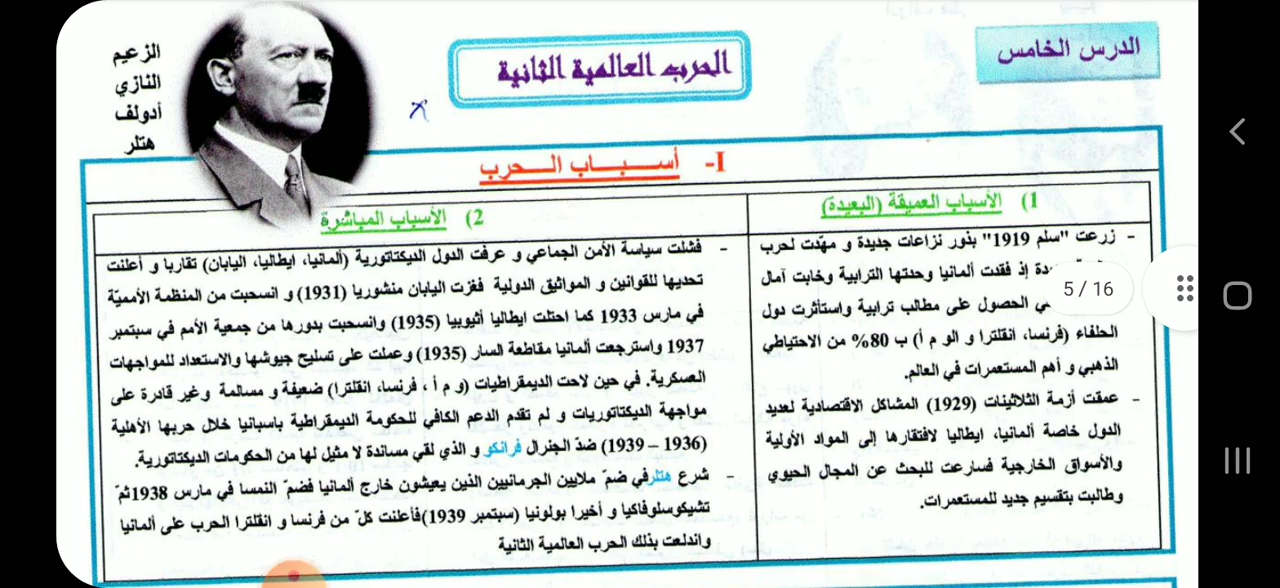 الدرس الخامس
الحرب العالمية الثانية
الزعيم
النازي
أدولف
هتلر
I- أسـبـاب الـحـرب
1) الأسباب العميقة (البعيدة)
- زرعت "سلم 1919" بذور نزاعات جديدة و مهّدت لحرب
إذ فقدت ألمانيا وحدتها الترابية وخابت آمال
الحصول على مطالب ترابية واستأثرت دول
الحلفاء (فرنسا، انقلترا و الو م أ) ب 80% من الاحتياطي
الذهبي و أهم المستعمرات في العالم.
- عمقت أزمة الثلاثينات (1929) المشاكل الاقتصادية لعديد
الدول خاصة ألمانيا، ايطاليا لافتقارها إلى المواد الأولية
والأسواق الخارجية فسارعت للبحث عن المجال الحيوي
وطالبت بتقسيم جديد للمستعمرات.
2) الأسباب المباشرة
- فشلت سياسة الأمن الجماعي و عرفت الدول الديكتاتورية (ألمانيا، ايطاليا، اليابان) تقاربا و أعلنت
تحديها للقوانين و المواثيق الدولية فغزت اليابان منشوريا (1931) و انسحبت من المنظمة الأمميّة
في مارس 1933 كما احتلت ايطاليا أثيوبيا (1935) وانسحبت بدورها من جمعية الأمم في سبتمبر
1937 واسترجعت ألمانيا مقاطعة السار (1935) وعملت على تسليح جيوشها والاستعداد للمواجهات
العسكرية. في حين لاحت الديمقراطيات (و م أ ، فرنسا، انقلترا) ضعيفة و مسالمة وغير قادرة على
مواجهة الديكتاتوريات و لم تقدم الدعم الكافي للحكومة الديمقراطية باسبانيا خلال حربها الأهلية
(1936 – 1939) ضدّ الجنرال فرانكو و الذي لقي مساندة لا مثيل لها من الحكومات الديكتاتورية.
- شرع هتلرفي ضمّ ملايين الجرمانيين الذين يعيشون خارج ألمانيا فضمّ النمسا في مارس 1938ثمّ
تشيكوسلوفاكيا و أخيرا بولونيا (سبتمبر 1939)فأعلنت كلّ من فرنسا و انقلترا الحرب على ألمانيا
واندلعت بذلك الحرب العالمية الثانية
5 / 16